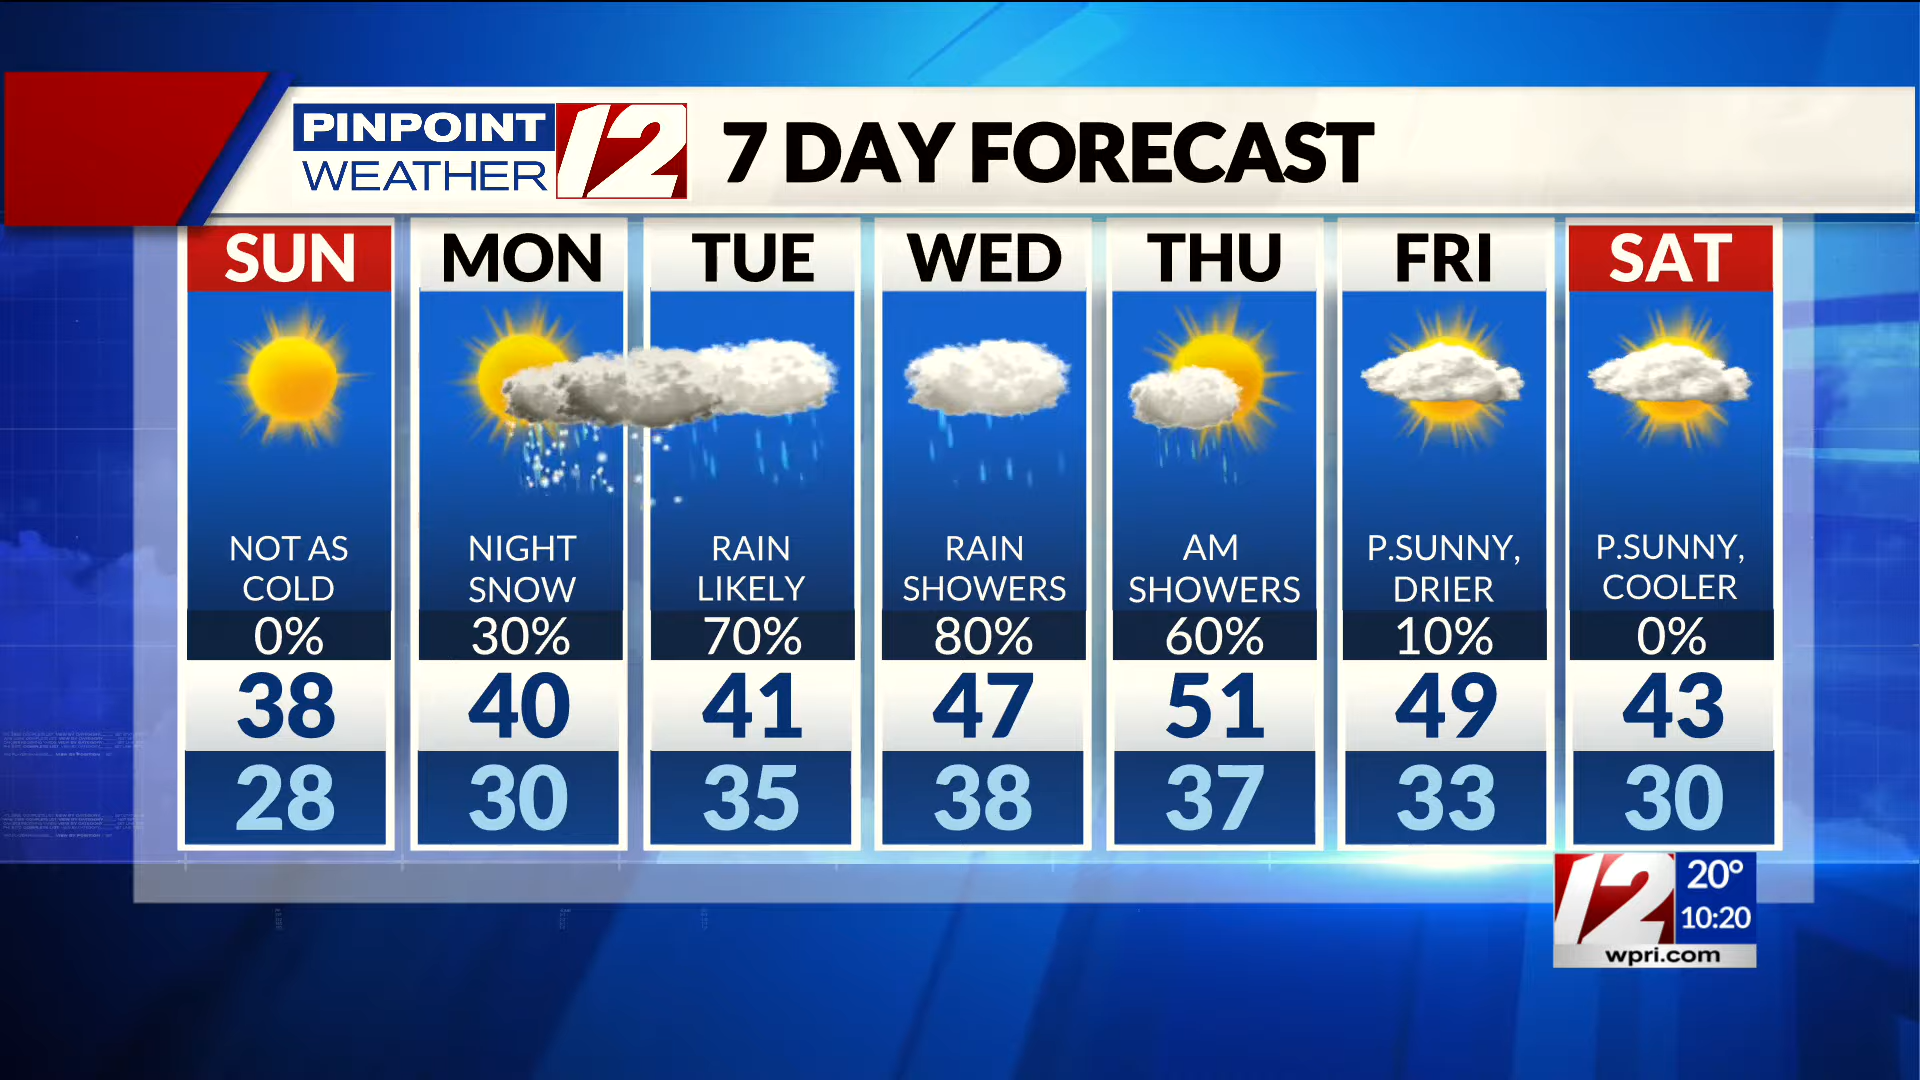 PINPOINT
WEATHER
12
7 DAY FORECAST
SUN MON TUE WED THU FRI SAT
NOT AS
COLD
NIGHT
SNOW
RAIN
LIKELY
RAIN
SHOWERS
AM
SHOWERS
P.SUNNY,
DRIER
P.SUNNY,
COOLER
0% 30% 70% 80% 60% 10% 0%
38 40 41 47 51 49 43
28 30 35 38 37 33 30
12
20°
10:20
wpri.com